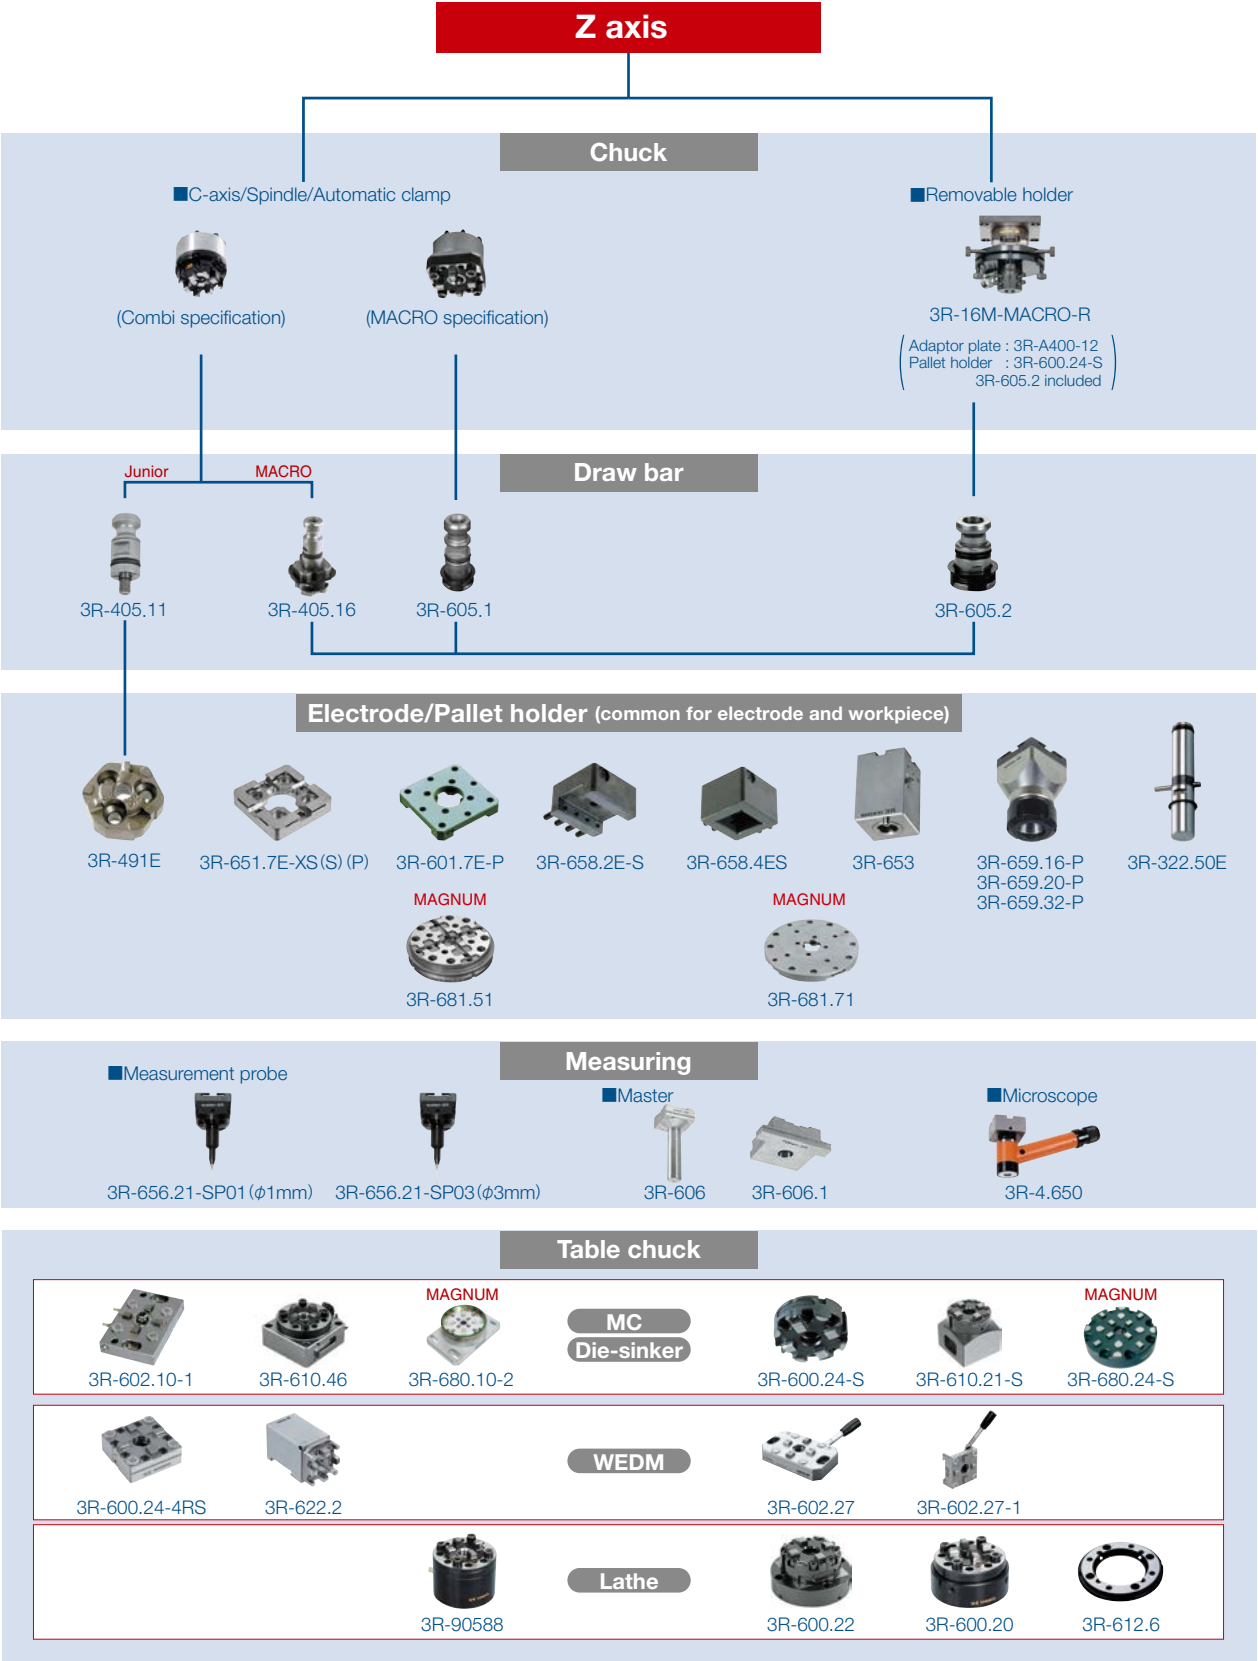 Z axis
Chuck
■C-axis/Spindle/Automatic clamp
■Removable holder
(Combi specification)
(MACRO specification)
3R-16M-MACRO-R
(Adaptor plate : 3R-A400-12
Pallet holder : 3R-600.24-S
3R-605.2 included)
Draw bar
Junior
MACRO
3R-405.11
3R-405.16
3R-605.1
3R-605.2
Electrode/Pallet holder (common for electrode and workpiece)
3R-491E
3R-651.7E-XS(S)(P)
3R-601.7E-P
3R-658.2E-S
3R-658.4ES
3R-653
3R-659.16-P
3R-659.20-P
3R-659.32-P
3R-322.50E
MAGNUM
MAGNUM
3R-681.51
3R-681.71
Measuring
■Measurement probe
■Master
■Microscope
3R-656.21-SP01(φ1mm)
3R-656.21-SP03(φ3mm)
3R-606
3R-606.1
3R-4.650
Table chuck
MAGNUM
MC
Die-sinker
MAGNUM
3R-602.10-1
3R-610.46
3R-680.10-2
3R-600.24-S
3R-610.21-S
3R-680.24-S
WEDM
3R-600.24-4RS
3R-622.2
3R-602.27
3R-602.27-1
Lathe
3R-90588
3R-600.22
3R-600.20
3R-612.6